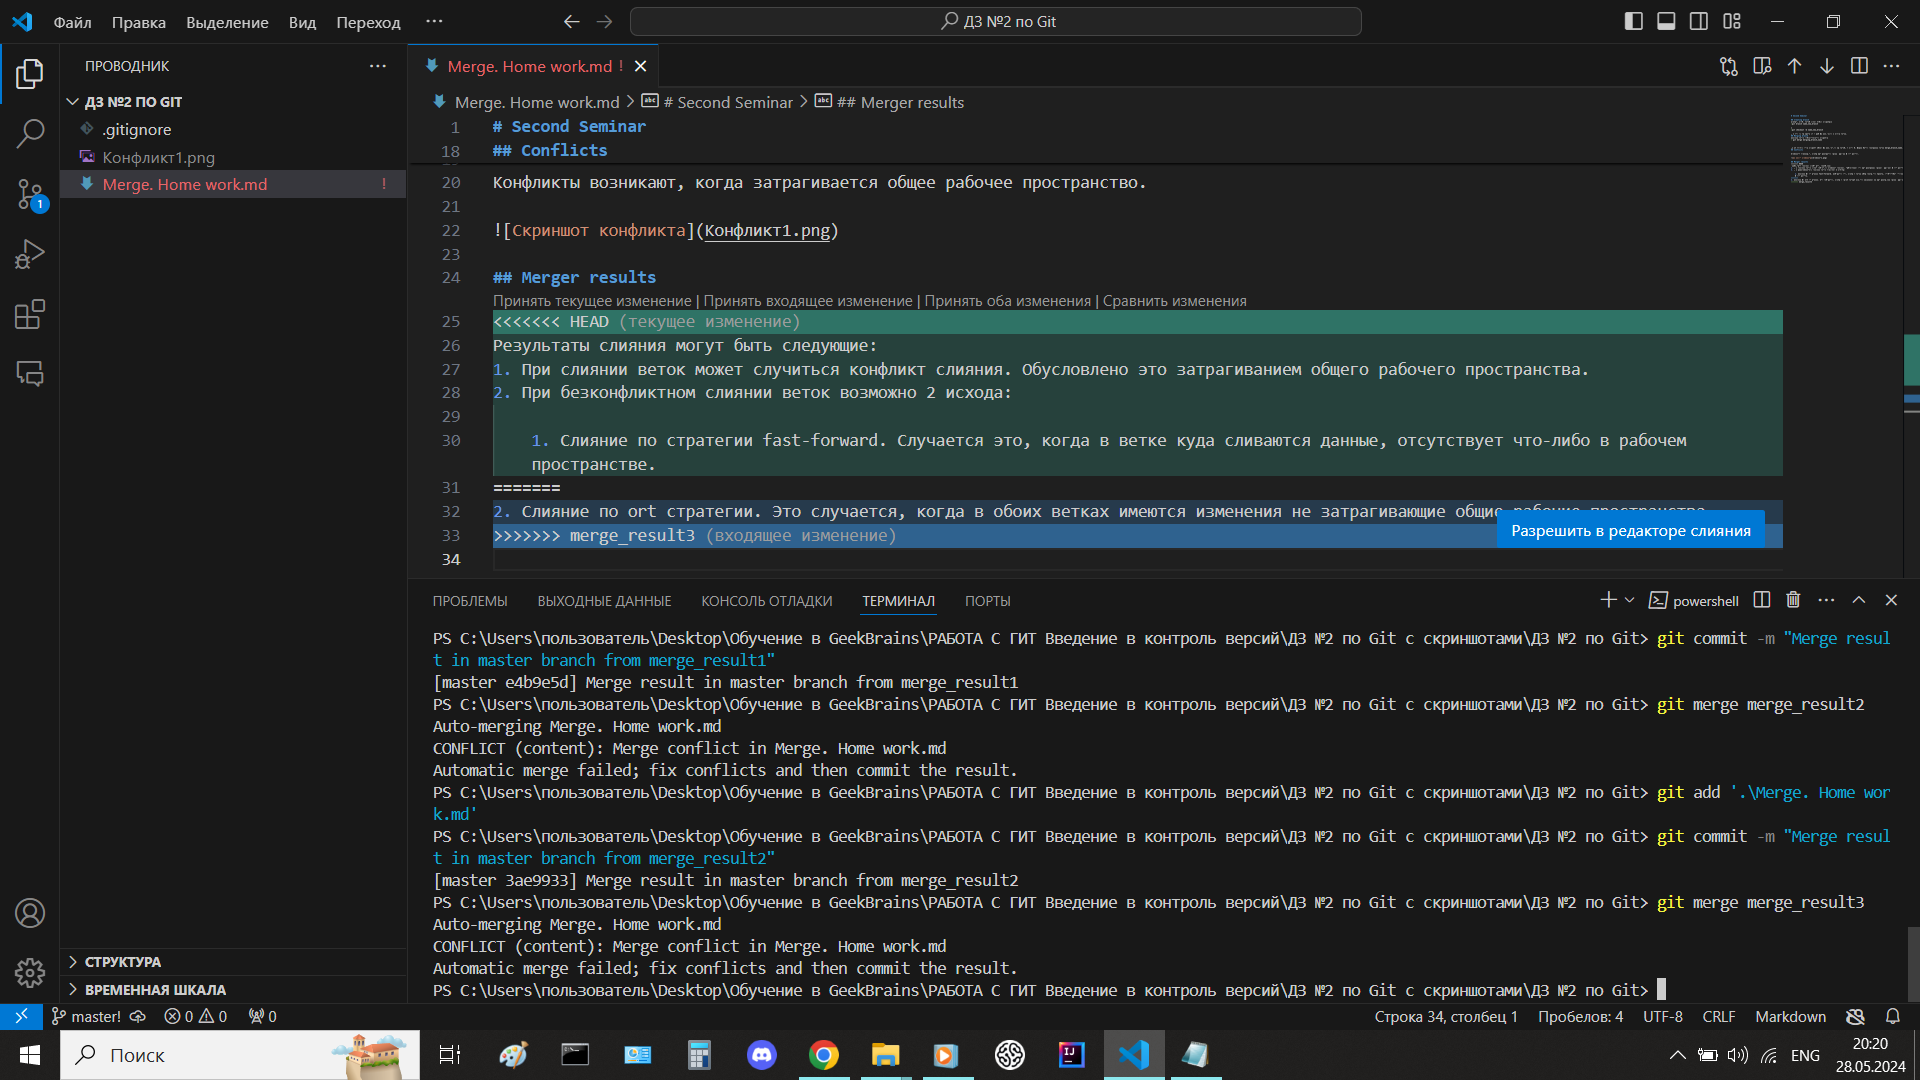 Файл Правка Выделение Вид Переход ··· ДЗ №2 по Git
ПРОВОДНИК
ДЗ №2 ПО GIT
.gitignore
Конфликт1.png
Merge. Home work.md !
1
Merge. Home work.md !
Merge. Home work.md > # Second Seminar > ## Merger results
1 # Second Seminar
18 ## Conflicts
20 Конфликты возникают, когда затрагивается общее рабочее пространство.
21
22 ![Скриншот конфликта](Конфликт1.png)
23
24 ## Merger results
Принять текущее изменение | Принять входящее изменение | Принять оба изменения | Сравнить изменения
25 <<<<<<< HEAD (текущее изменение)
26 Результаты слияния могут быть следующие:
27 1. При слиянии веток может случиться конфликт слияния. Обусловлено это затрагиванием общего рабочего пространства.
28 2. При безконфликтном слиянии веток возможно 2 исхода:
29
30 1. Слияние по стратегии fast-forward. Случается это, когда в ветке куда сливаются данные, отсутствует что-либо в рабочем
пространстве.
31 =======
32 2. Слияние по ort стратегии. Это случается, когда в обоих ветках имеются изменения не затрагивающие общие рабочие пространства.
33 >>>>>>> merge_result3 (входящее изменение)
Разрешить в редакторе слияния
34
ПРОБЛЕМЫ ВЫХОДНЫЕ ДАННЫЕ КОНСОЛЬ ОТЛАДКИ ТЕРМИНАЛ ПОРТЫ powershell
PS C:\Users\пользователь\Desktop\Обучение в GeekBrains\РАБОТА С ГИТ Введение в контроль версий\ДЗ №2 по Git с скриншотами\ДЗ №2 по Git> git commit -m "Merge resul
t in master branch from merge_result1"
[master e4b9e5d] Merge result in master branch from merge_result1
PS C:\Users\пользователь\Desktop\Обучение в GeekBrains\РАБОТА С ГИТ Введение в контроль версий\ДЗ №2 по Git с скриншотами\ДЗ №2 по Git> git merge merge_result2
Auto-merging Merge. Home work.md
CONFLICT (content): Merge conflict in Merge. Home work.md
Automatic merge failed; fix conflicts and then commit the result.
PS C:\Users\пользователь\Desktop\Обучение в GeekBrains\РАБОТА С ГИТ Введение в контроль версий\ДЗ №2 по Git с скриншотами\ДЗ №2 по Git> git add '.\Merge. Home wor
k.md'
PS C:\Users\пользователь\Desktop\Обучение в GeekBrains\РАБОТА С ГИТ Введение в контроль версий\ДЗ №2 по Git с скриншотами\ДЗ №2 по Git> git commit -m "Merge resul
t in master branch from merge_result2"
[master 3ae9933] Merge result in master branch from merge_result2
PS C:\Users\пользователь\Desktop\Обучение в GeekBrains\РАБОТА С ГИТ Введение в контроль версий\ДЗ №2 по Git с скриншотами\ДЗ №2 по Git> git merge merge_result3
Auto-merging Merge. Home work.md
CONFLICT (content): Merge conflict in Merge. Home work.md
Automatic merge failed; fix conflicts and then commit the result.
PS C:\Users\пользователь\Desktop\Обучение в GeekBrains\РАБОТА С ГИТ Введение в контроль версий\ДЗ №2 по Git с скриншотами\ДЗ №2 по Git>
СТРУКТУРА
ВРЕМЕННАЯ ШКАЛА
master! 0 0 0 Строка 34, столбец 1 Пробелов: 4 UTF-8 CRLF Markdown
Поиск ENG 20:20
28.05.2024